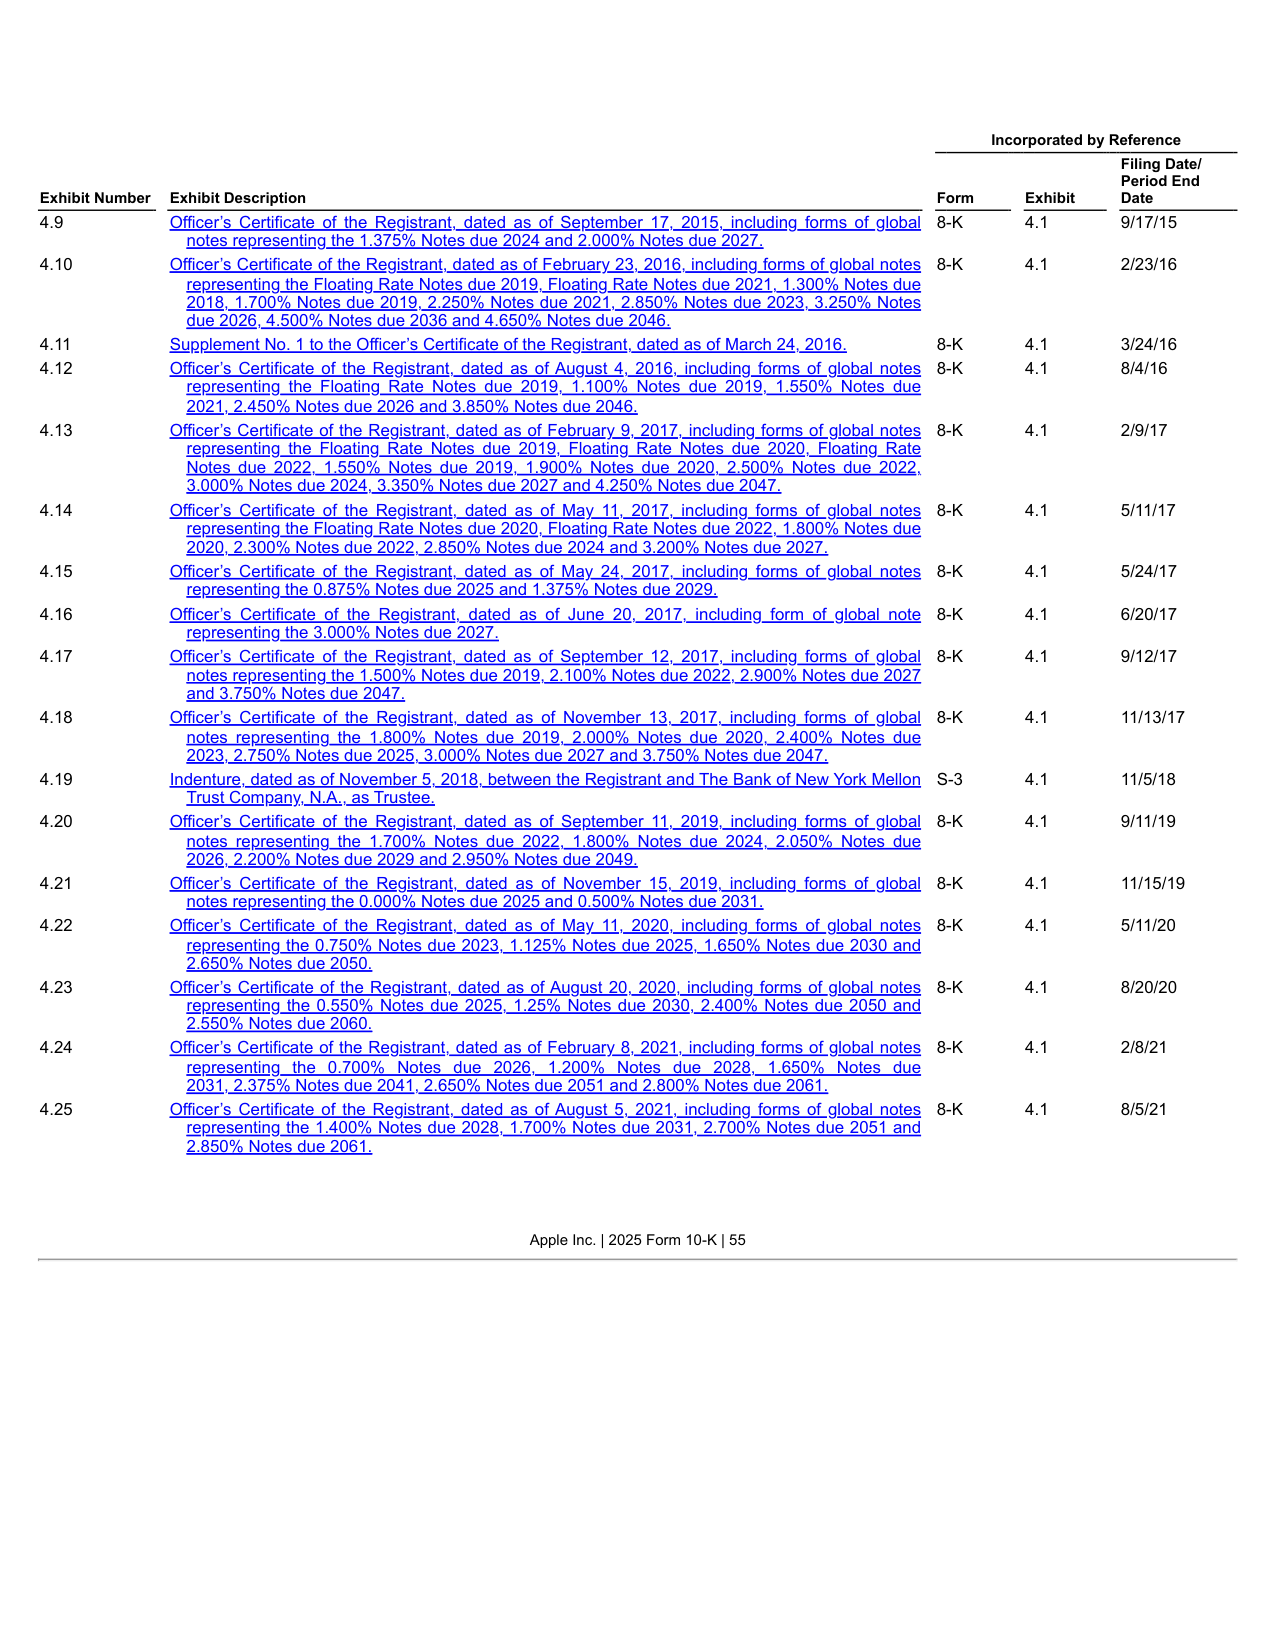 Incorporated by Reference
Exhibit Number Exhibit Description Form Exhibit Filing Date/
Period End
Date
4.9 Officer’s Certificate of the Registrant, dated as of September 17, 2015, including forms of global 8-K 4.1 9/17/15
notes representing the 1.375% Notes due 2024 and 2.000% Notes due 2027.
4.10 Officer’s Certificate of the Registrant, dated as of February 23, 2016, including forms of global notes 8-K 4.1 2/23/16
representing the Floating Rate Notes due 2019, Floating Rate Notes due 2021, 1.300% Notes due
2018, 1.700% Notes due 2019, 2.250% Notes due 2021, 2.850% Notes due 2023, 3.250% Notes
due 2026, 4.500% Notes due 2036 and 4.650% Notes due 2046.
4.11 Supplement No. 1 to the Officer’s Certificate of the Registrant, dated as of March 24, 2016. 8-K 4.1 3/24/16
4.12 Officer’s Certificate of the Registrant, dated as of August 4, 2016, including forms of global notes 8-K 4.1 8/4/16
representing the Floating Rate Notes due 2019, 1.100% Notes due 2019, 1.550% Notes due
2021, 2.450% Notes due 2026 and 3.850% Notes due 2046.
4.13 Officer’s Certificate of the Registrant, dated as of February 9, 2017, including forms of global notes 8-K 4.1 2/9/17
representing the Floating Rate Notes due 2019, Floating Rate Notes due 2020, Floating Rate
Notes due 2022, 1.550% Notes due 2019, 1.900% Notes due 2020, 2.500% Notes due 2022,
3.000% Notes due 2024, 3.350% Notes due 2027 and 4.250% Notes due 2047.
4.14 Officer’s Certificate of the Registrant, dated as of May 11, 2017, including forms of global notes 8-K 4.1 5/11/17
representing the Floating Rate Notes due 2020, Floating Rate Notes due 2022, 1.800% Notes due
2020, 2.300% Notes due 2022, 2.850% Notes due 2024 and 3.200% Notes due 2027.
4.15 Officer’s Certificate of the Registrant, dated as of May 24, 2017, including forms of global notes 8-K 4.1 5/24/17
representing the 0.875% Notes due 2025 and 1.375% Notes due 2029.
4.16 Officer’s Certificate of the Registrant, dated as of June 20, 2017, including form of global note 8-K 4.1 6/20/17
representing the 3.000% Notes due 2027.
4.17 Officer’s Certificate of the Registrant, dated as of September 12, 2017, including forms of global 8-K 4.1 9/12/17
notes representing the 1.500% Notes due 2019, 2.100% Notes due 2022, 2.900% Notes due 2027
and 3.750% Notes due 2047.
4.18 Officer’s Certificate of the Registrant, dated as of November 13, 2017, including forms of global 8-K 4.1 11/13/17
notes representing the 1.800% Notes due 2019, 2.000% Notes due 2020, 2.400% Notes due
2023, 2.750% Notes due 2025, 3.000% Notes due 2027 and 3.750% Notes due 2047.
4.19 Indenture, dated as of November 5, 2018, between the Registrant and The Bank of New York Mellon S-3 4.1 11/5/18
Trust Company, N.A., as Trustee.
4.20 Officer’s Certificate of the Registrant, dated as of September 11, 2019, including forms of global 8-K 4.1 9/11/19
notes representing the 1.700% Notes due 2022, 1.800% Notes due 2024, 2.050% Notes due
2026, 2.200% Notes due 2029 and 2.950% Notes due 2049.
4.21 Officer’s Certificate of the Registrant, dated as of November 15, 2019, including forms of global 8-K 4.1 11/15/19
notes representing the 0.000% Notes due 2025 and 0.500% Notes due 2031.
4.22 Officer’s Certificate of the Registrant, dated as of May 11, 2020, including forms of global notes 8-K 4.1 5/11/20
representing the 0.750% Notes due 2023, 1.125% Notes due 2025, 1.650% Notes due 2030 and
2.650% Notes due 2050.
4.23 Officer’s Certificate of the Registrant, dated as of August 20, 2020, including forms of global notes 8-K 4.1 8/20/20
representing the 0.550% Notes due 2025, 1.25% Notes due 2030, 2.400% Notes due 2050 and
2.550% Notes due 2060.
4.24 Officer’s Certificate of the Registrant, dated as of February 8, 2021, including forms of global notes 8-K 4.1 2/8/21
representing the 0.700% Notes due 2026, 1.200% Notes due 2028, 1.650% Notes due
2031, 2.375% Notes due 2041, 2.650% Notes due 2051 and 2.800% Notes due 2061.
4.25 Officer’s Certificate of the Registrant, dated as of August 5, 2021, including forms of global notes 8-K 4.1 8/5/21
representing the 1.400% Notes due 2028, 1.700% Notes due 2031, 2.700% Notes due 2051 and
2.850% Notes due 2061.
Apple Inc. | 2025 Form 10-K | 55